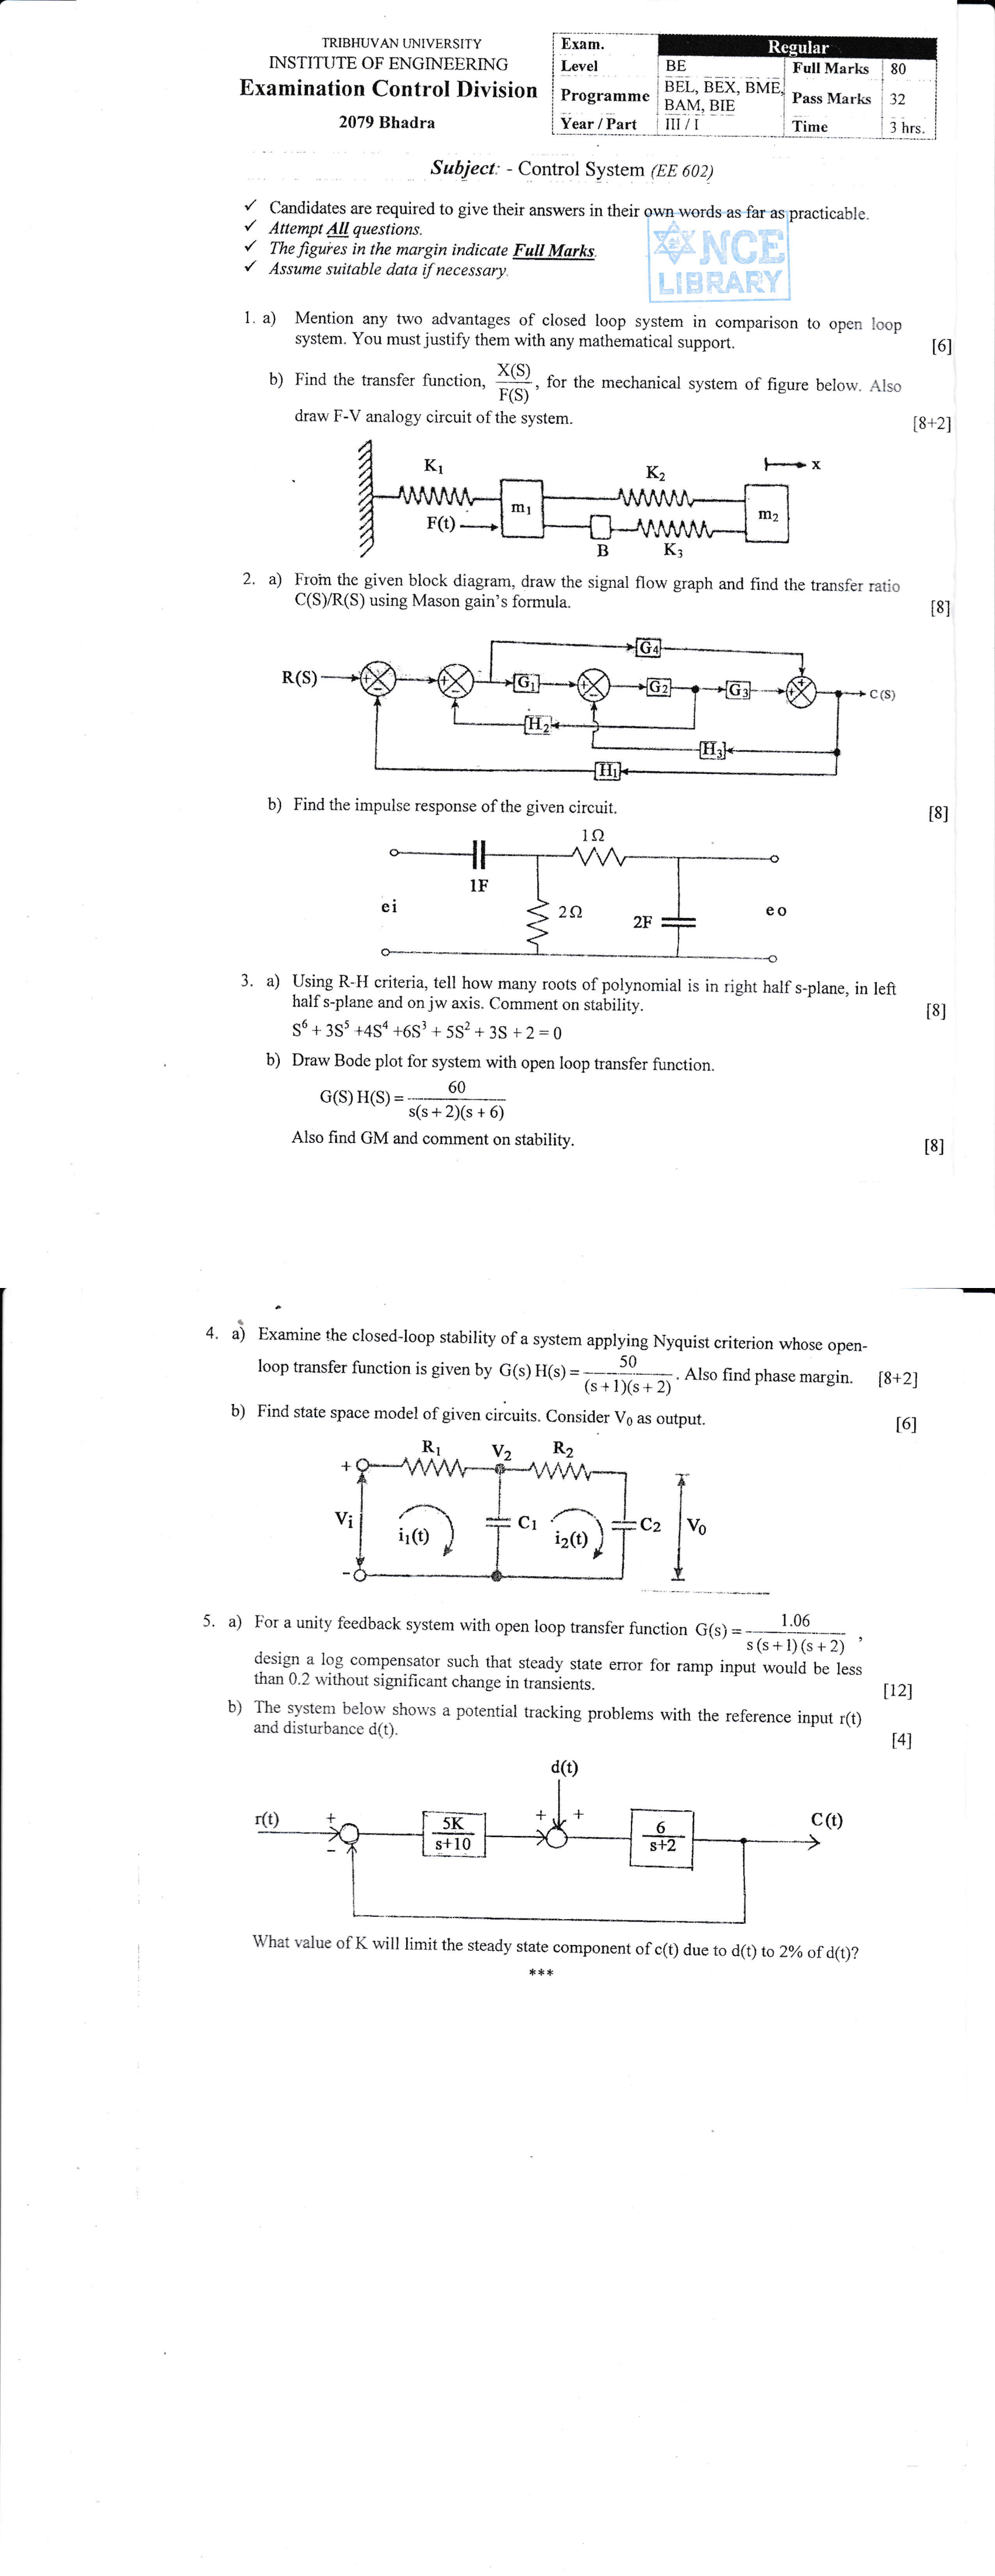 TRIBHUVAN UNIVERSITY
INSTITUTE OF ENGINEERING
Examination Control Division
2079 Bhadra
Exam. Regular
Level BE Full Marks 80
Programme BEL, BEX, BME, BAM, BIE Pass Marks 32
Year / Part III / I Time 3 hrs.
Subject: - Control System (EE 602)
✓ Candidates are required to give their answers in their own words as far as practicable.
✓ Attempt All questions.
✓ The figures in the margin indicate Full Marks.
✓ Assume suitable data if necessary.
NCE
LIBRARY
1. a) Mention any two advantages of closed loop system in comparison to open loop
system. You must justify them with any mathematical support. [6]
b) Find the transfer function, X(S)/F(S), for the mechanical system of figure below. Also
draw F-V analogy circuit of the system. [8+2]
K1 K2 x
F(t) m1 m2
B K3
2. a) From the given block diagram, draw the signal flow graph and find the transfer ratio
C(S)/R(S) using Mason gain's formula. [8]
G4
R(S) + − + − G1 + − G2 G3 + + C(S)
H2
H3
H1
b) Find the impulse response of the given circuit. [8]
1Ω
1F
ei 2Ω 2F eo
3. a) Using R-H criteria, tell how many roots of polynomial is in right half s-plane, in left
half s-plane and on jw axis. Comment on stability. [8]
S⁶ + 3S⁵ +4S⁴ +6S³ + 5S² + 3S + 2 = 0
b) Draw Bode plot for system with open loop transfer function.
G(S) H(S) = 60 / s(s + 2)(s + 6)
Also find GM and comment on stability. [8]
4. a) Examine the closed-loop stability of a system applying Nyquist criterion whose open-
loop transfer function is given by G(s) H(s) = 50 / (s + 1)(s + 2) . Also find phase margin. [8+2]
b) Find state space model of given circuits. Consider V0 as output. [6]
R1 V2 R2
+
Vi i1(t) C1 i2(t) C2 V0
-
5. a) For a unity feedback system with open loop transfer function G(s) = 1.06 / s (s + 1) (s + 2) ,
design a log compensator such that steady state error for ramp input would be less
than 0.2 without significant change in transients. [12]
b) The system below shows a potential tracking problems with the reference input r(t)
and disturbance d(t). [4]
d(t)
r(t) + − 5K/s+10 + + 6/s+2 C(t)
What value of K will limit the steady state component of c(t) due to d(t) to 2% of d(t)?
***